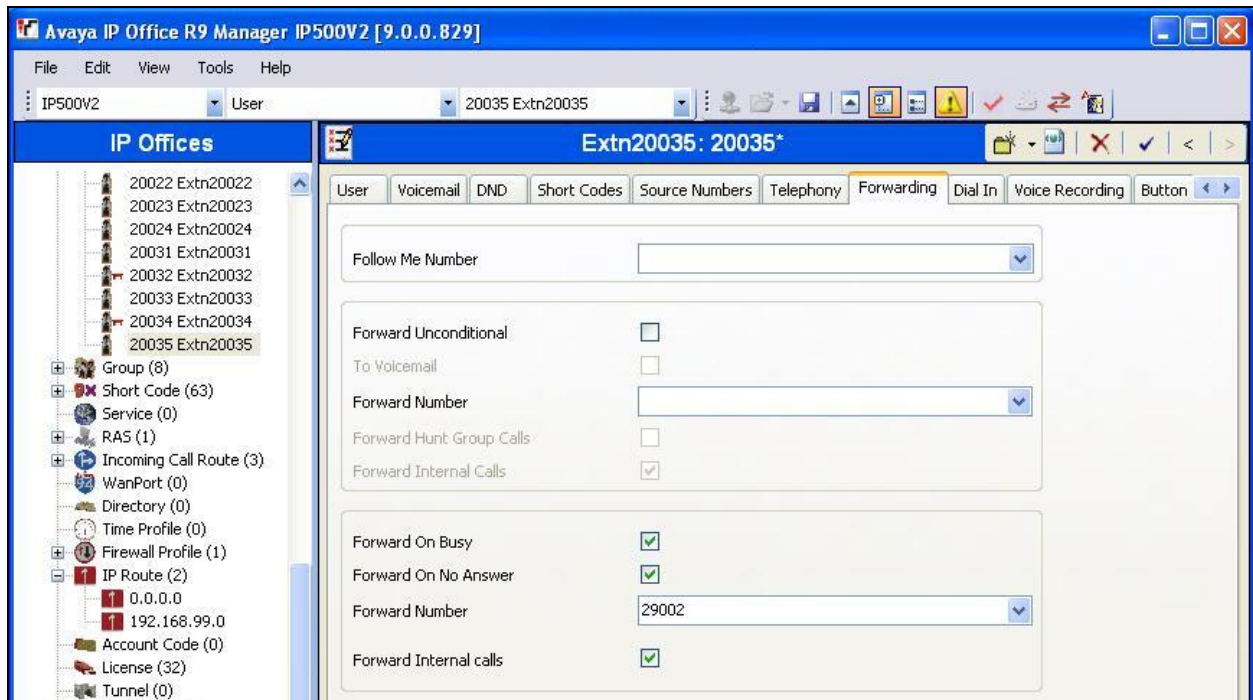 Avaya IP Office R9 Manager IP500V2 [9.0.0.829]
File Edit View Tools Help
IP500V2 User 20035 Extn20035
IP Offices
20022 Extn20022
20023 Extn20023
20024 Extn20024
20031 Extn20031
20032 Extn20032
20033 Extn20033
20034 Extn20034
20035 Extn20035
Group (8)
Short Code (63)
Service (0)
RAS (1)
Incoming Call Route (3)
WanPort (0)
Directory (0)
Time Profile (0)
Firewall Profile (1)
IP Route (2)
0.0.0.0
192.168.99.0
Account Code (0)
License (32)
Tunnel (0)
Extn20035: 20035*
User Voicemail DND Short Codes Source Numbers Telephony Forwarding Dial In Voice Recording Button
Follow Me Number
Forward Unconditional
To Voicemail
Forward Number
Forward Hunt Group Calls
Forward Internal Calls
Forward On Busy
Forward On No Answer
Forward Number 29002
Forward Internal calls